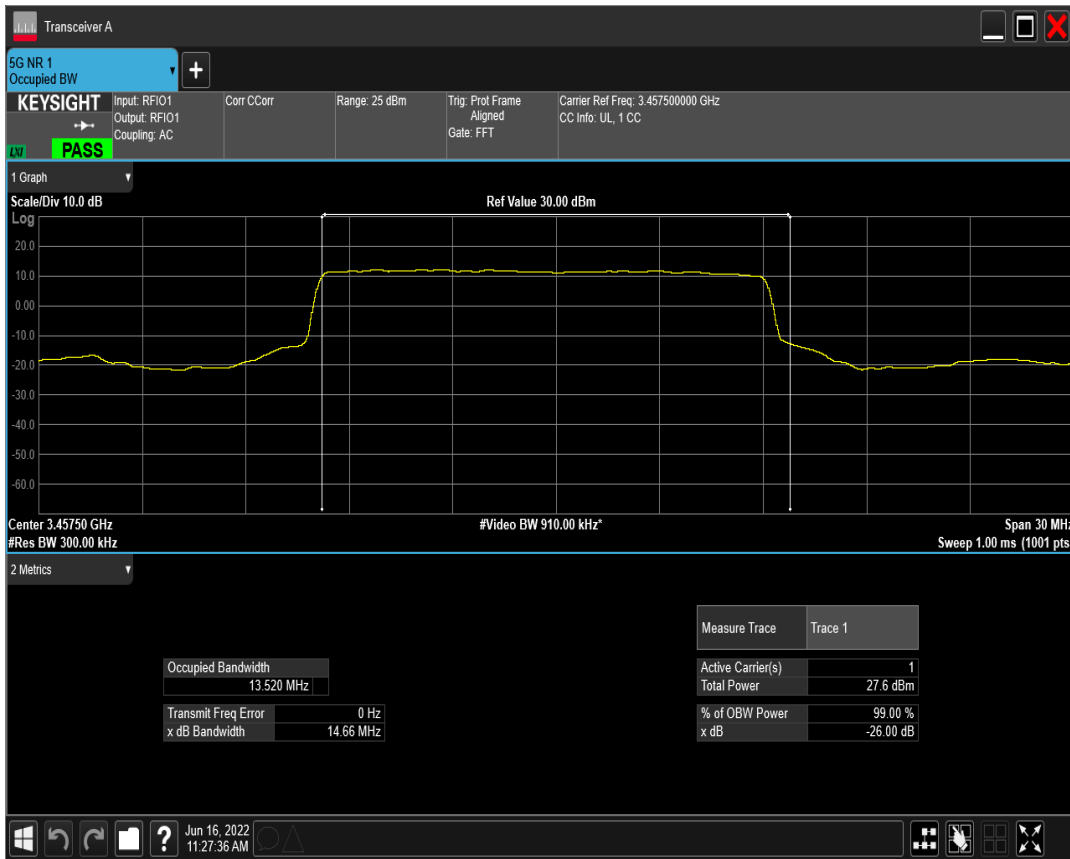 Transceiver A
5G NR 1
Occupied BW
KEYSIGHT
LXI
PASS
Input: RFIO1
Output: RFIO1
Coupling: AC
Corr CCorr
Range: 25 dBm
Trig: Prot Frame
Aligned
Gate: FFT
Carrier Ref Freq: 3.457500000 GHz
CC Info: UL, 1 CC
1 Graph
Scale/Div 10.0 dB
Ref Value 30.00 dBm
Log
20.0
10.0
0.00
-10.0
-20.0
-30.0
-40.0
-50.0
-60.0
Center 3.45750 GHz
#Video BW 910.00 kHz*
Span 30 MHz
#Res BW 300.00 kHz
Sweep 1.00 ms (1001 pts
2 Metrics
Measure Trace Trace 1
Occupied Bandwidth
13.520 MHz
Transmit Freq Error 0 Hz
x dB Bandwidth 14.66 MHz
Active Carrier(s) 1
Total Power 27.6 dBm
% of OBW Power 99.00 %
x dB -26.00 dB
?
Jun 16, 2022
11:27:36 AM